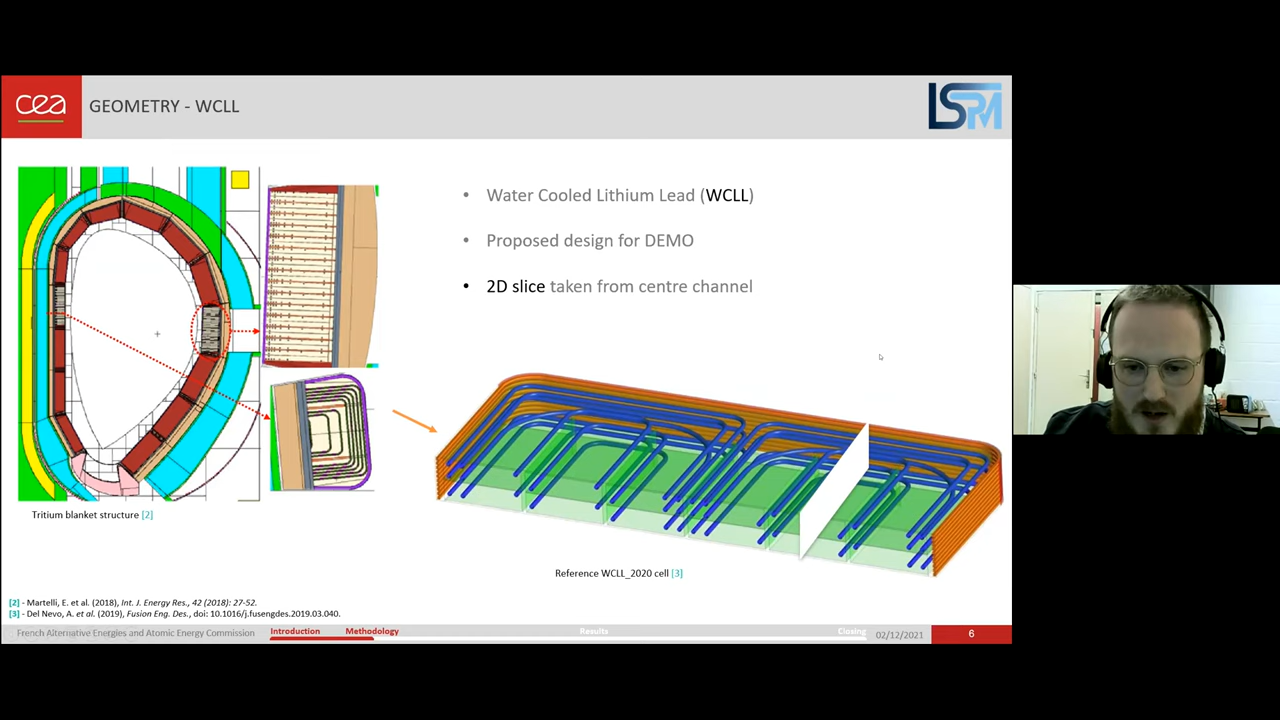 cea
GEOMETRY - WCLL
LSPM
• Water Cooled Lithium Lead (WCLL)
• Proposed design for DEMO
• 2D slice taken from centre channel
Tritium blanket structure [2]
Reference WCLL_2020 cell [3]
[2] - Martelli, E. et al. (2018), Int. J. Energy Res., 42 (2018): 27-52.
[3] - Del Nevo, A. et al. (2019), Fusion Eng. Des., doi: 10.1016/j.fusengdes.2019.03.040.
French Alternative Energies and Atomic Energy Commission Introduction Methodology Results Closing 02/12/2021 6